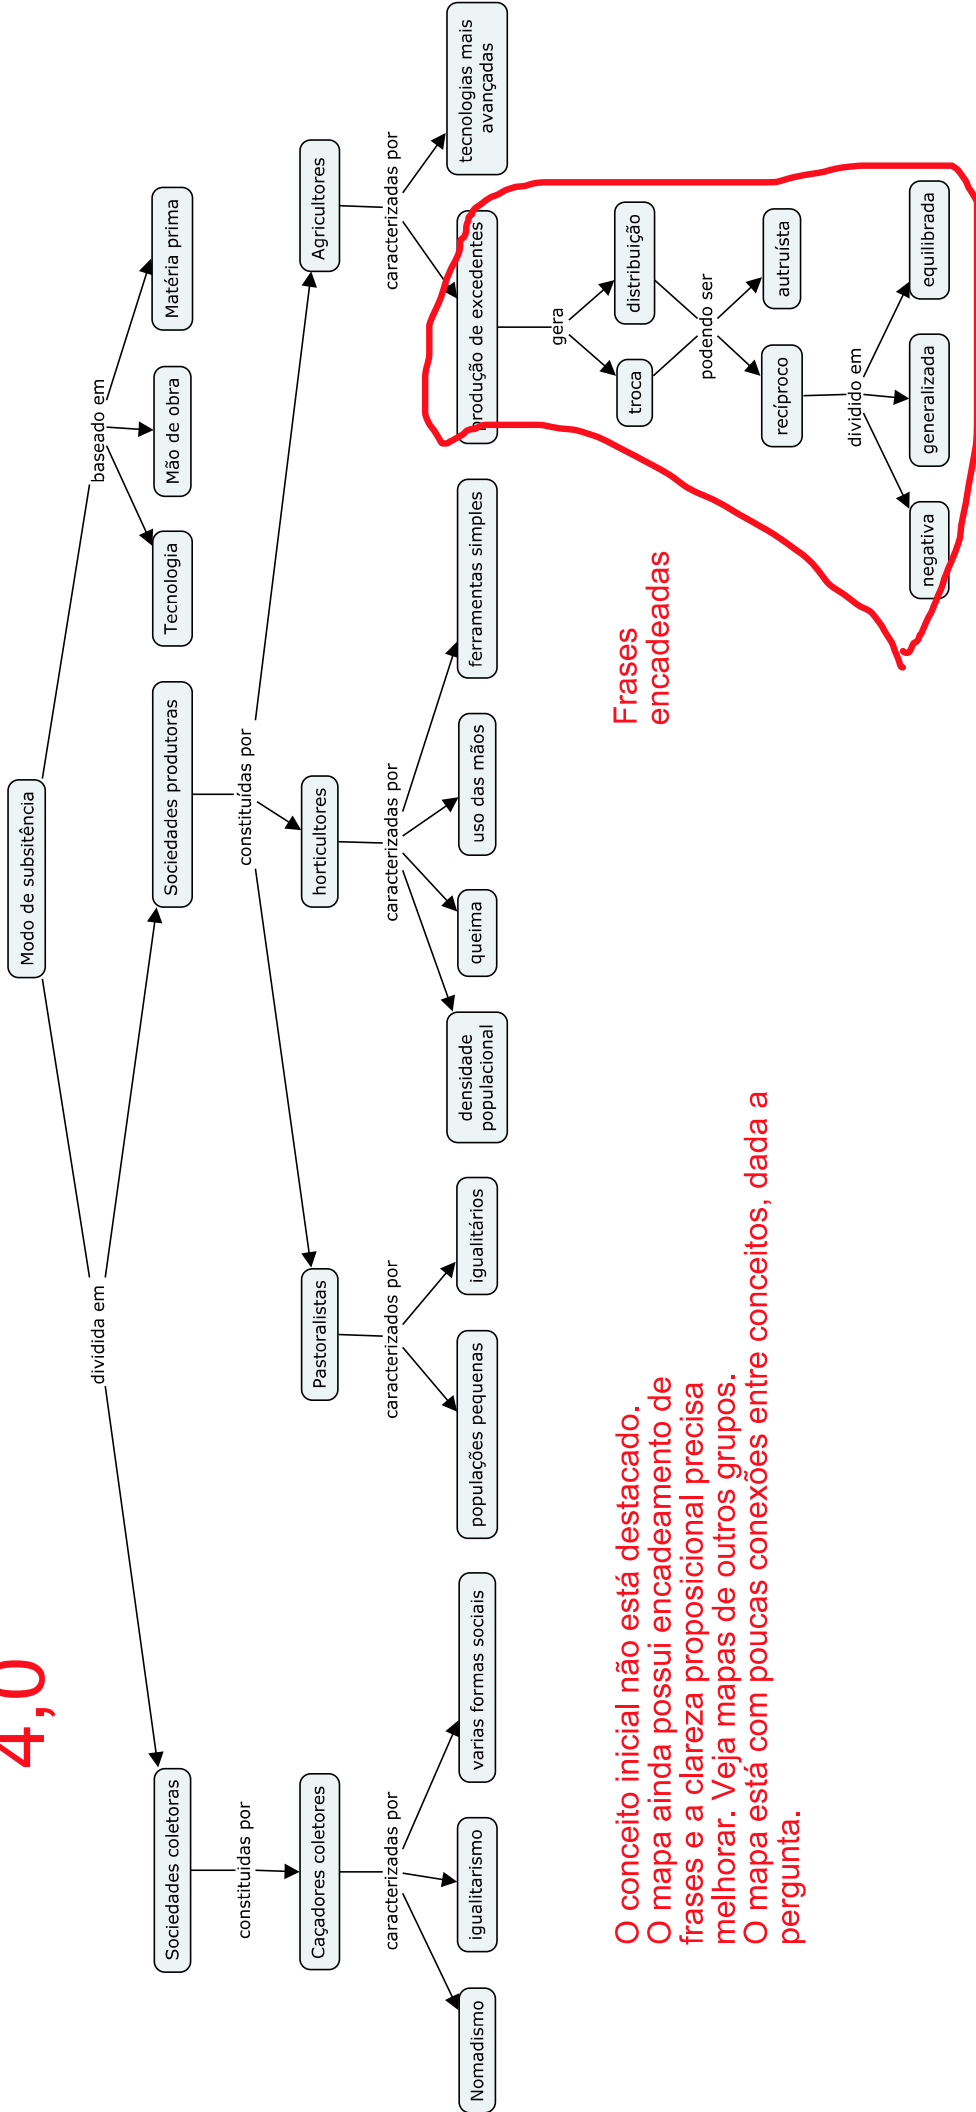 4,0
Modo de subsitência
dividida em
baseado em
Sociedades coletoras
Sociedades produtoras
Tecnologia
Mão de obra
Matéria prima
constituidas por
constituídas por
Caçadores coletores
Pastoralistas
horticultores
Agricultores
caracterizadas por
caracterizados por
caracterizadas por
caracterizadas por
Nomadismo
igualitarismo
varias formas sociais
populações pequenas
igualitários
densidade
populacional
queima
uso das mãos
ferramentas simples
produção de excedentes
tecnologias mais
avançadas
gera
troca
distribuição
podendo ser
recíproco
autruísta
dividido em
negativa
generalizada
equilibrada
Frases
encadeadas
O conceito inicial não está destacado.
O mapa ainda possui encadeamento de
frases e a clareza proposicional precisa
melhorar. Veja mapas de outros grupos.
O mapa está com poucas conexões entre conceitos, dada a
pergunta.